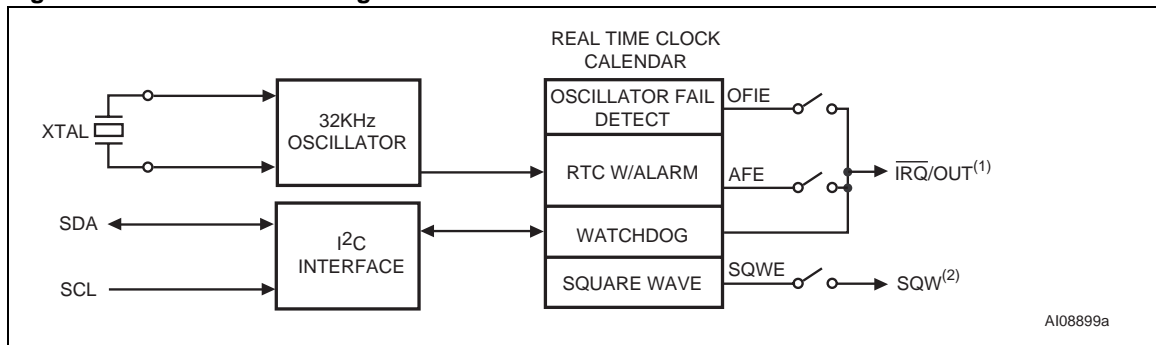 REAL TIME CLOCK
CALENDAR
OSCILLATOR FAIL
DETECT
OFIE
XTAL
32KHz
OSCILLATOR
RTC W/ALARM
AFE
IRQ/OUT(1)
SDA
I2C
INTERFACE
WATCHDOG
SCL
SQUARE WAVE
SQWE
SQW(2)
AI08899a